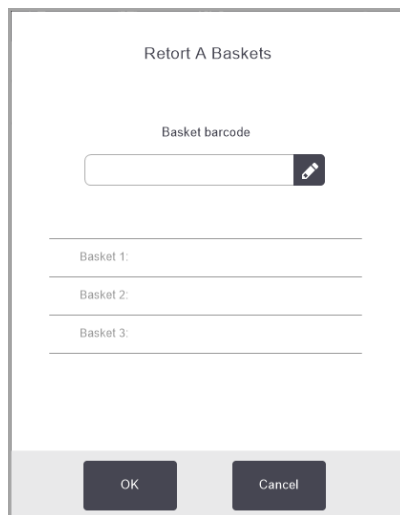 Retort A Baskets
Basket barcode
Basket 1:
Basket 2:
Basket 3:
OK
Cancel